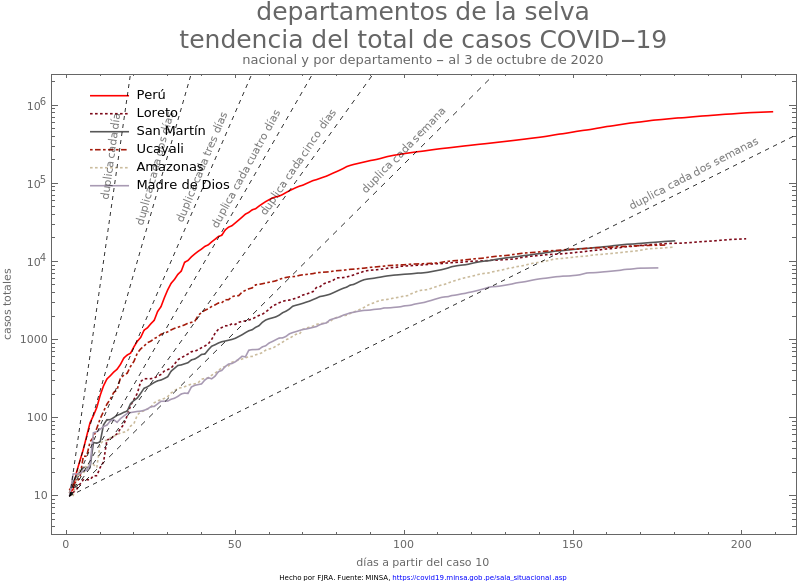 departamentos de la selva
tendencia del total de casos COVID−19
nacional y por departamento − al 3 de octubre de 2020
Perú
Loreto
San Martín
Ucayali
Amazonas
Madre de Dios
duplica cada día
duplica cada dos días
duplica cada tres días
duplica cada cuatro días
duplica cada cinco días
duplica cada semana
duplica cada dos semanas
casos totales
10^6
10^5
10^4
1000
100
10
0 50 100 150 200
días a partir del caso 10
Hecho por FJRA. Fuente: MINSA, https://covid19.minsa.gob.pe/sala_situacional.asp